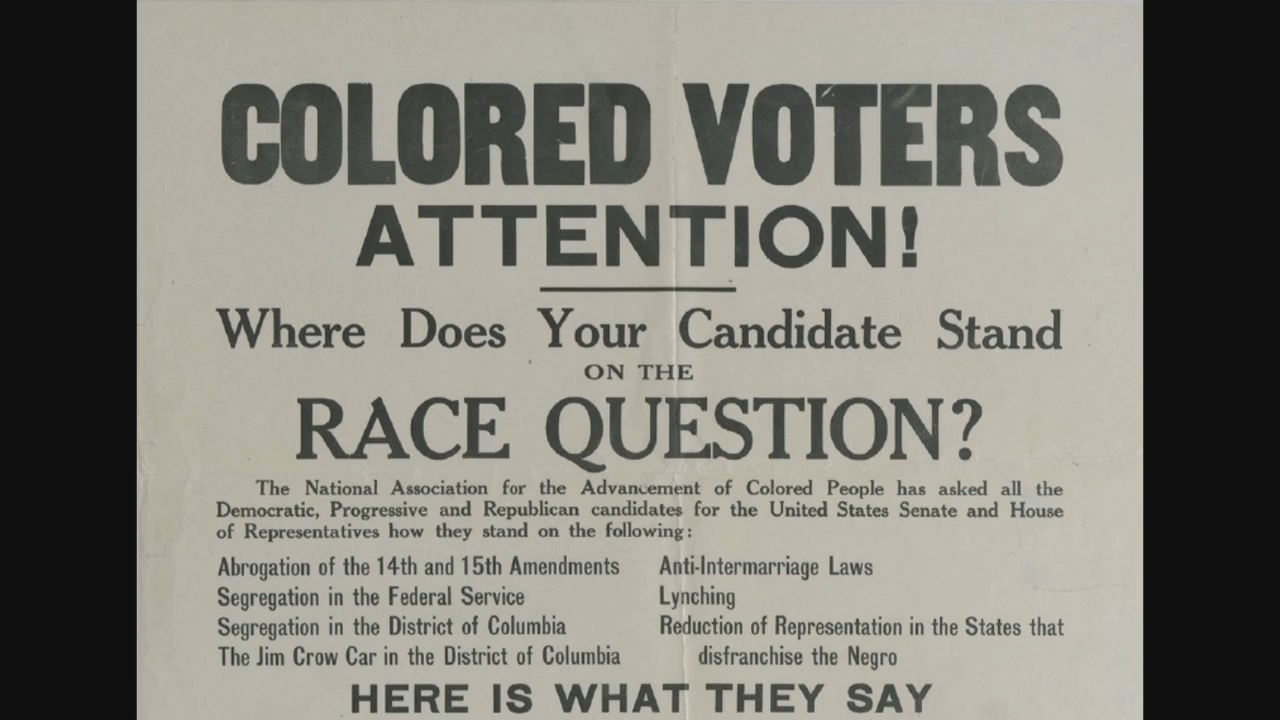 COLORED VOTERS
ATTENTION!
Where Does Your Candidate Stand
ON THE
RACE QUESTION?
The National Association for the Advancement of Colored People has asked all the
Democratic, Progressive and Republican candidates for the United States Senate and House
of Representatives how they stand on the following:
Abrogation of the 14th and 15th Amendments
Segregation in the Federal Service
Segregation in the District of Columbia
The Jim Crow Car in the District of Columbia
Anti-Intermarriage Laws
Lynching
Reduction of Representation in the States that
disfranchise the Negro
HERE IS WHAT THEY SAY